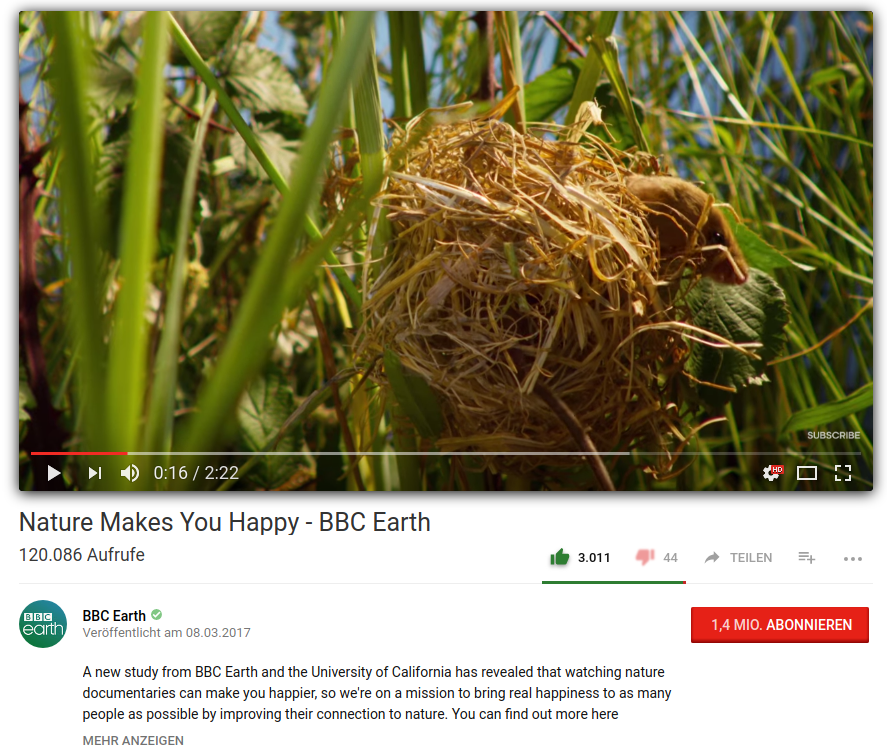 SUBSCRIBE
0:16 / 2:22
HD
Nature Makes You Happy - BBC Earth
120.086 Aufrufe
3.011
44
TEILEN
BBC earth
BBC Earth
Veröffentlicht am 08.03.2017
1,4 MIO. ABONNIEREN
A new study from BBC Earth and the University of California has revealed that watching nature
documentaries can make you happier, so we're on a mission to bring real happiness to as many
people as possible by improving their connection to nature. You can find out more here
MEHR ANZEIGEN